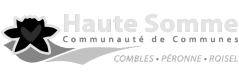 Haute Somme
Communauté de Communes
COMBLES • PÉRONNE • ROISEL